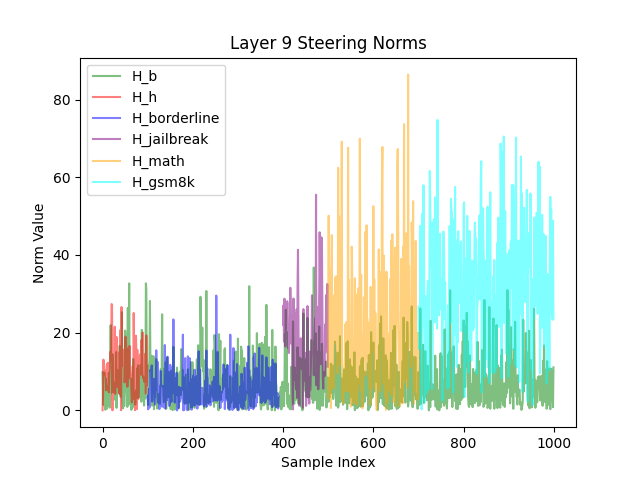 Layer 9 Steering Norms
H_b
H_h
H_borderline
H_jailbreak
H_math
H_gsm8k
Norm Value
80
60
40
20
0
0 200 400 600 800 1000
Sample Index